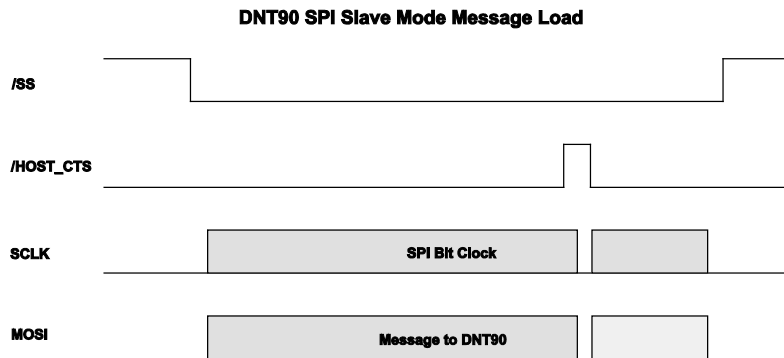 DNT90 SPI Slave Mode Message Load
/SS
/HOST_CTS
SCLK
SPI Bit Clock
MOSI
Message to DNT90